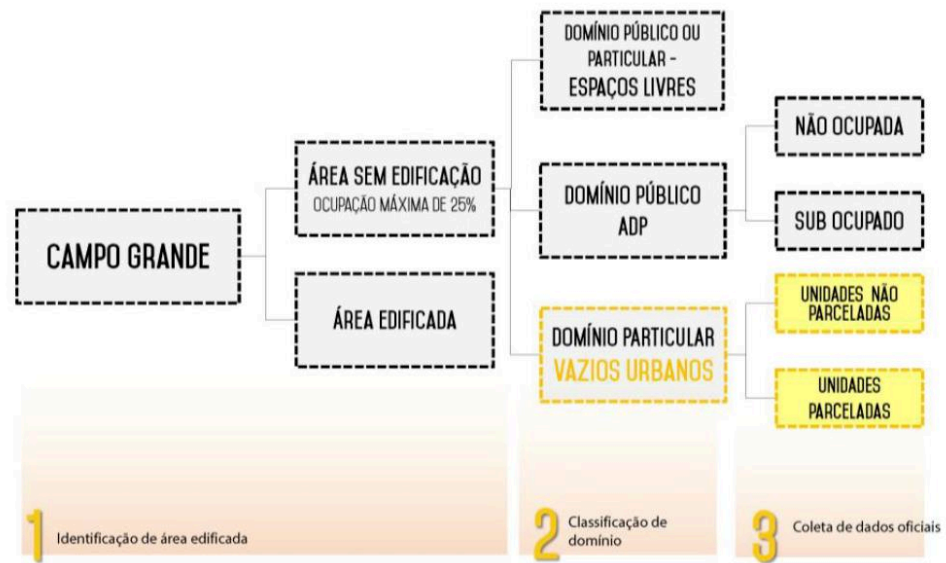 CAMPO GRANDE
ÁREA SEM EDIFICAÇÃO
OCUPAÇÃO MÁXIMA DE 25%
ÁREA EDIFICADA
DOMÍNIO PÚBLICO OU
PARTICULAR -
ESPAÇOS LIVRES
DOMÍNIO PÚBLICO
ADP
DOMÍNIO PARTICULAR
VAZIOS URBANOS
NÃO OCUPADA
SUB OCUPADO
UNIDADES NÃO
PARCELADAS
UNIDADES
PARCELADAS
1 Identificação de área edificada
2 Classificação de
domínio
3 Coleta de dados oficiais